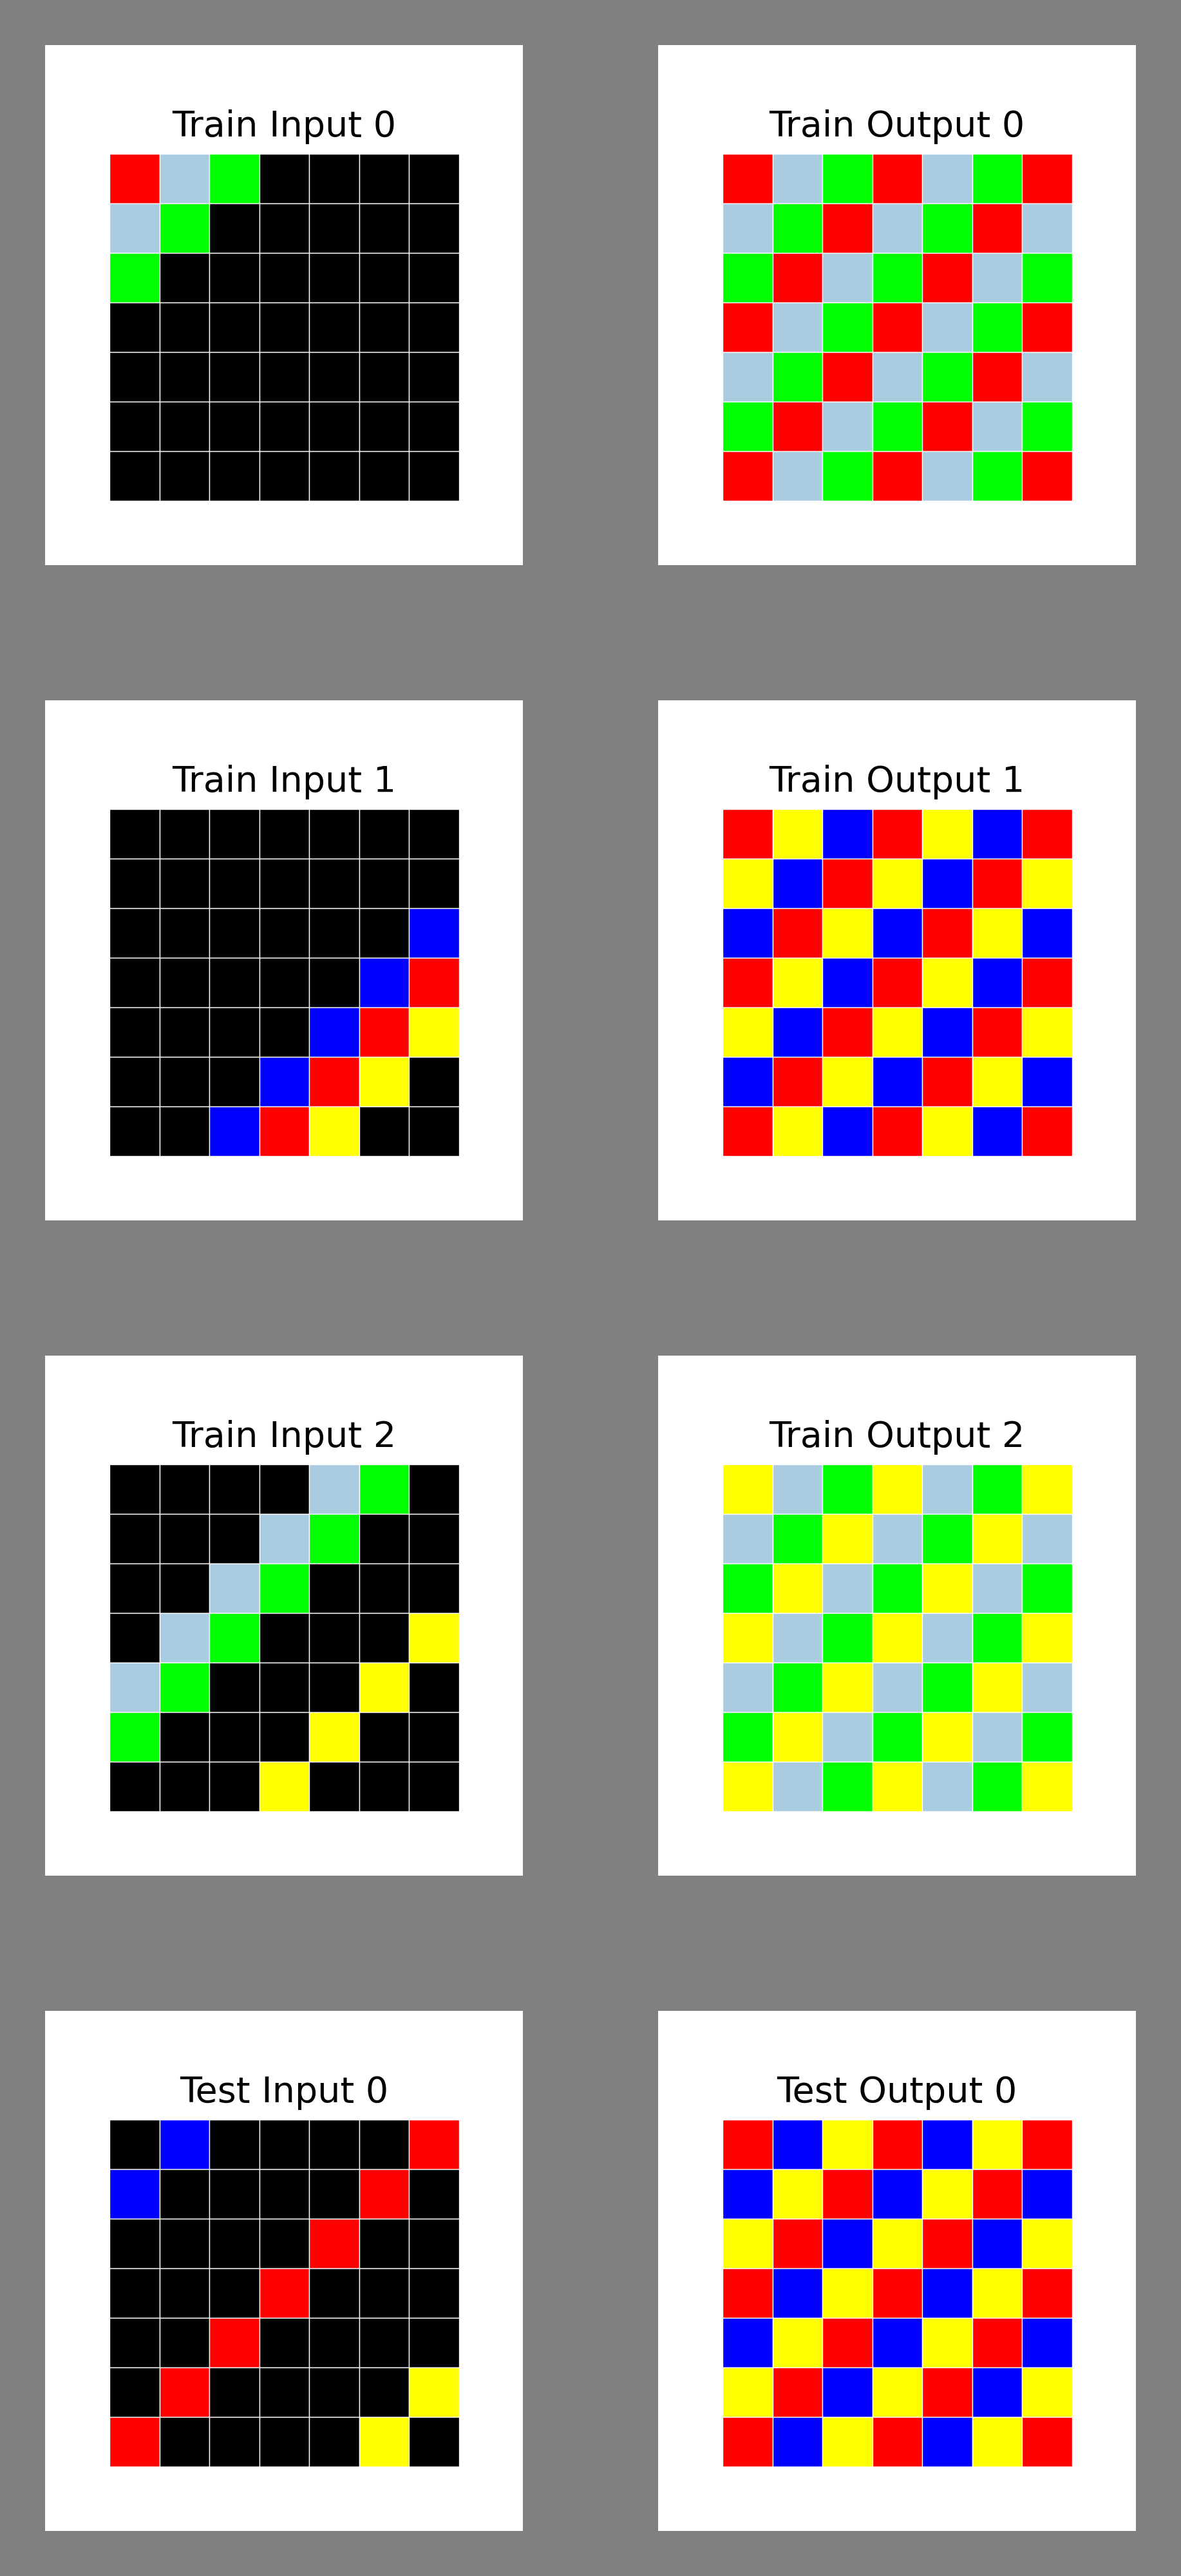 Train Input 0
Train Output 0
Train Input 1
Train Output 1
Train Input 2
Train Output 2
Test Input 0
Test Output 0